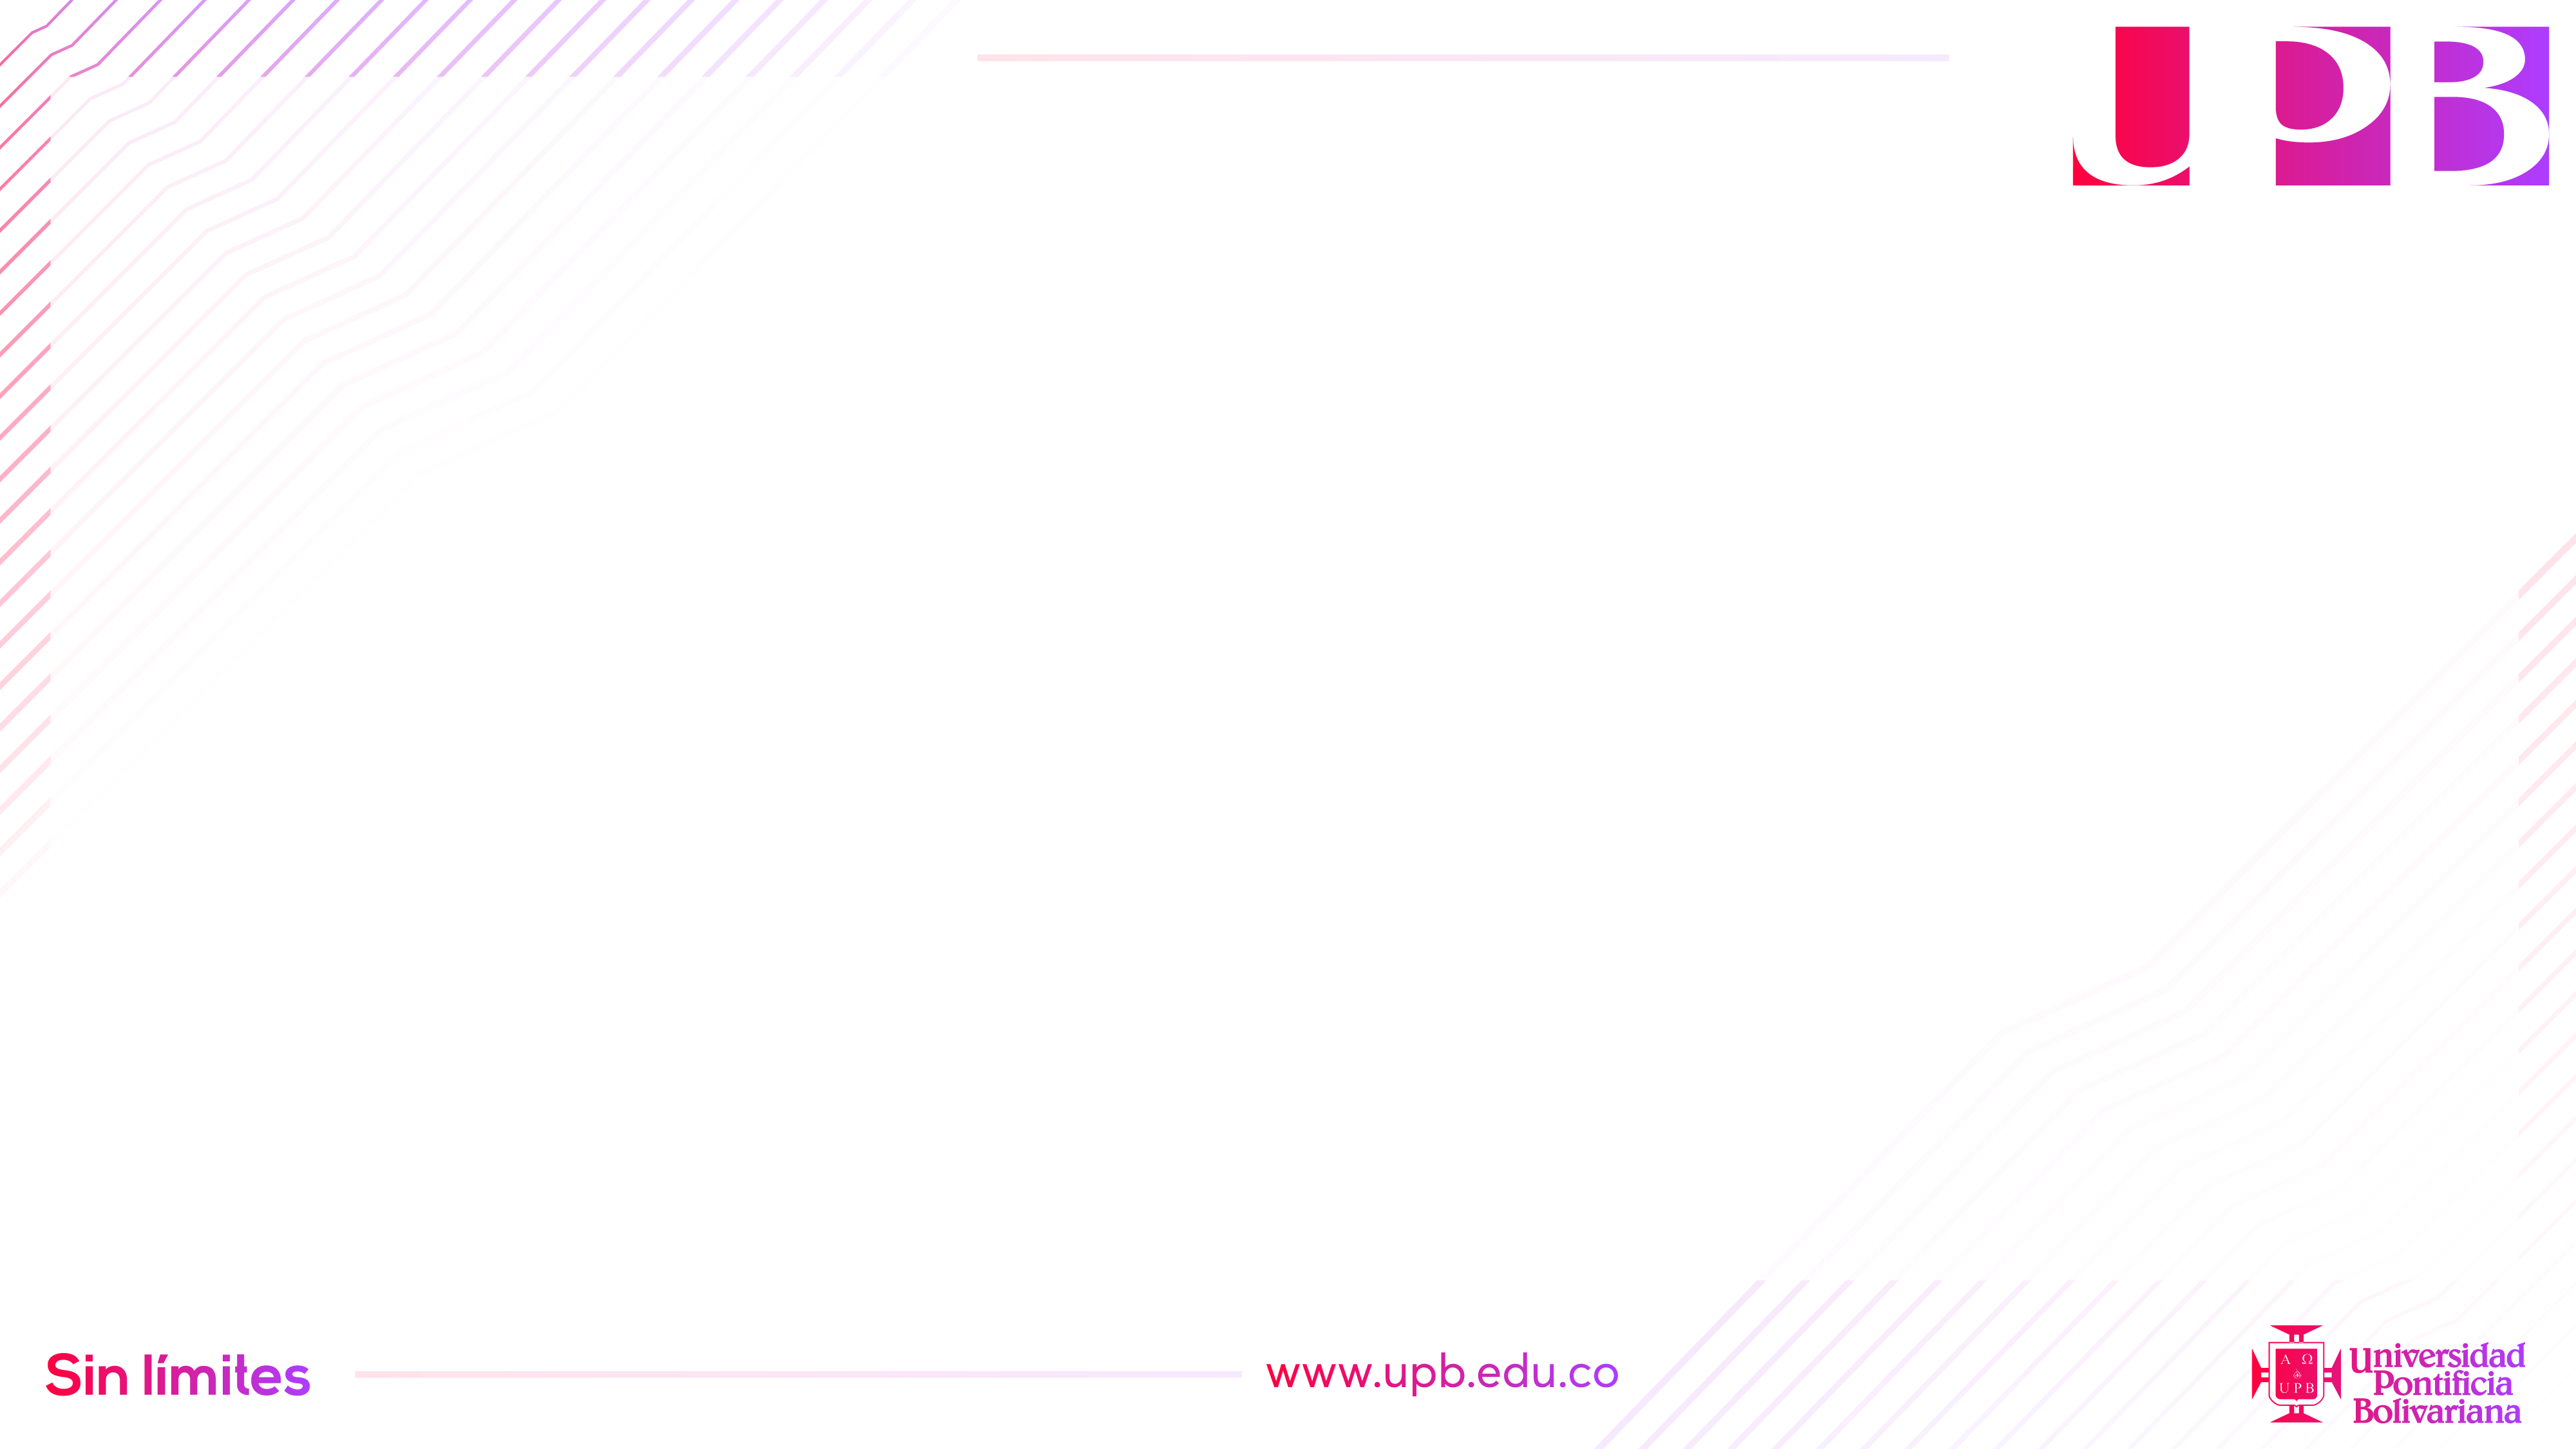 UPB
Sin límites
www.upb.edu.co
Α Ω
UPB
Universidad
Pontificia
Bolivariana